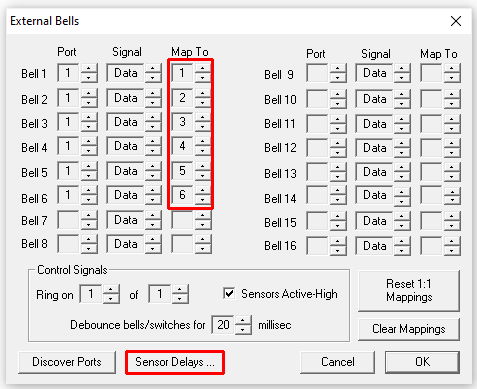 External Bells
Port Signal Map To
Bell 1 1 Data 1
Bell 2 1 Data 2
Bell 3 1 Data 3
Bell 4 1 Data 4
Bell 5 1 Data 5
Bell 6 1 Data 6
Bell 7 Data
Bell 8 Data
Port Signal Map To
Bell 9 Data
Bell 10 Data
Bell 11 Data
Bell 12 Data
Bell 13 Data
Bell 14 Data
Bell 15 Data
Bell 16 Data
Control Signals
Ring on 1 of 1 Sensors Active-High
Debounce bells/switches for 20 millisec
Reset 1:1
Mappings
Clear Mappings
Discover Ports Sensor Delays ... Cancel OK